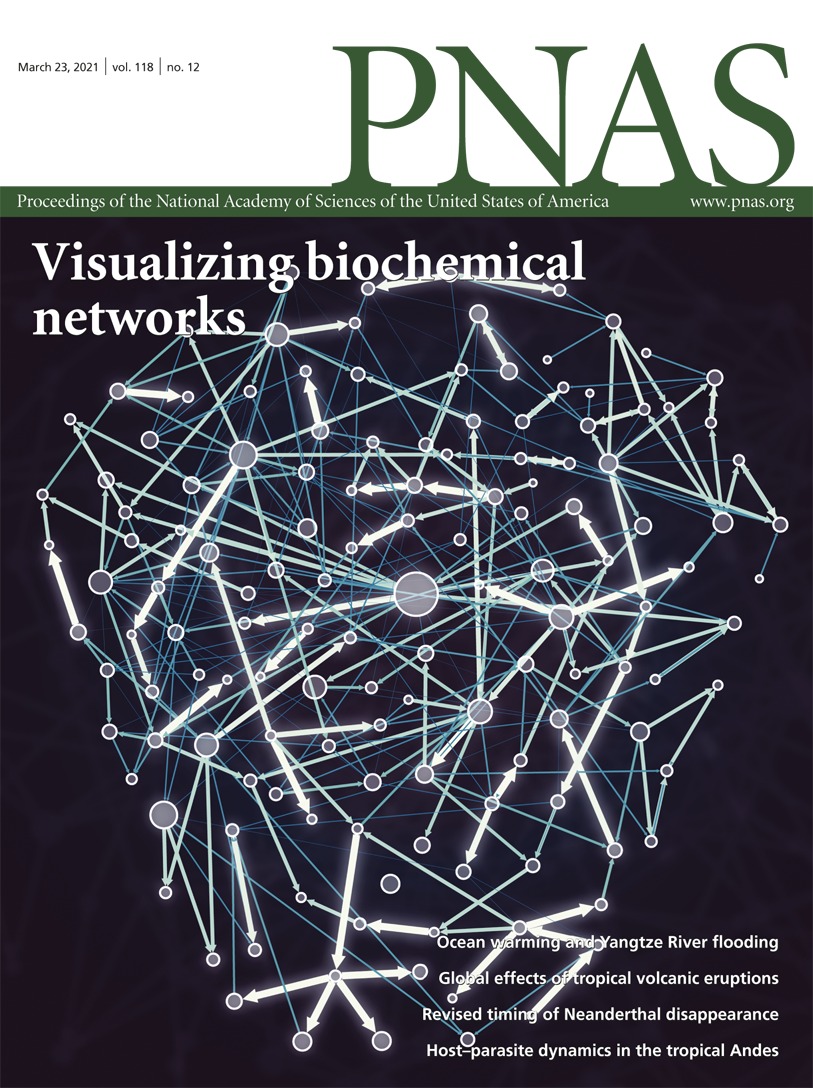 March 23, 2021 | vol. 118 | no. 12
PNAS
Proceedings of the National Academy of Sciences of the United States of America www.pnas.org
Visualizing biochemical
networks
Ocean warming and Yangtze River flooding
Global effects of tropical volcanic eruptions
Revised timing of Neanderthal disappearance
Host–parasite dynamics in the tropical Andes